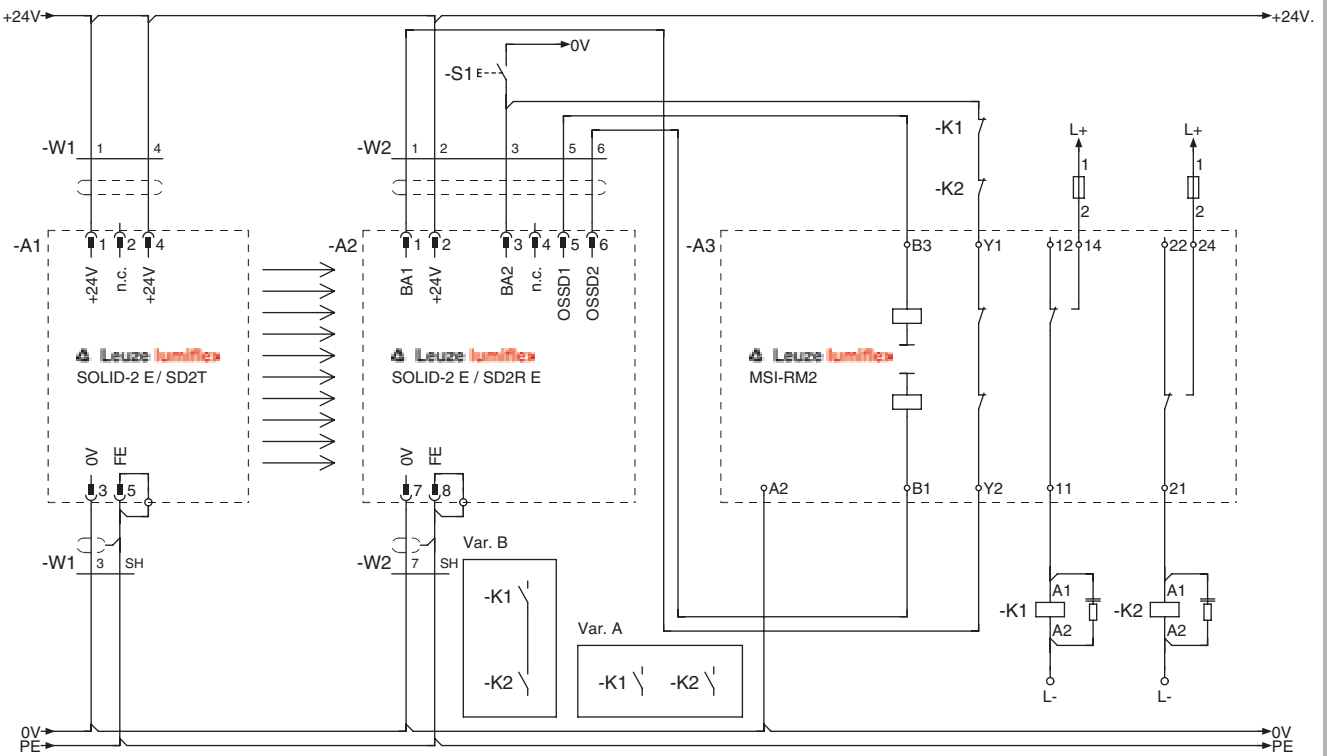 +24V +24V.
0V
-S1 E
-W1 1 4 -W2 1 2 3 5 6
-K1 L+ L+
1 1
-K2
2 2
-A1 1 2 4 -A2 1 2 3 4 5 6 -A3 B3 Y1 12 14 22 24
+24V n.c. +24V BA1 +24V BA2 n.c. OSSD1 OSSD2
Leuze lumiflex Leuze lumiflex Leuze lumiflex
SOLID-2 E / SD2T SOLID-2 E / SD2R E MSI-RM2
0V FE 0V FE
3 5 7 8 A2 B1 Y2 11 21
Var. B
-W1 3 SH -W2 7 SH
-K1
A1 A1
-K1 -K2
Var. A
A2 A2
-K2 -K1 -K2
L- L-
0V 0V
PE PE